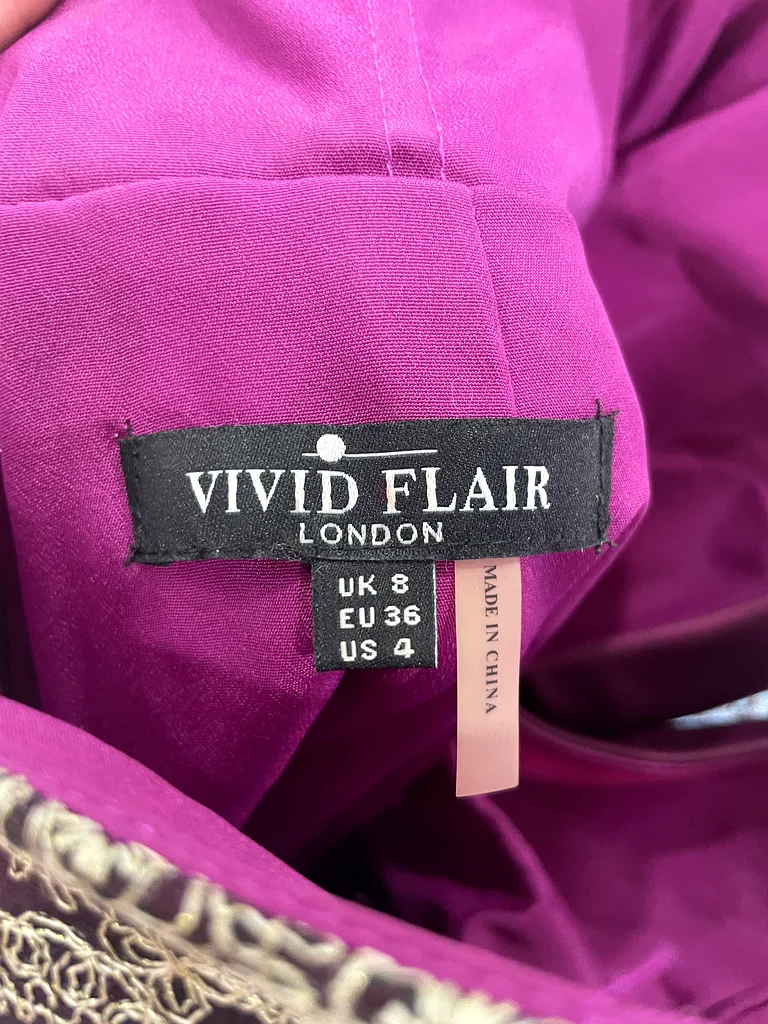 VIVID FLAIR
LONDON
UK 8
EU 36
US 4
MADE IN CHINA